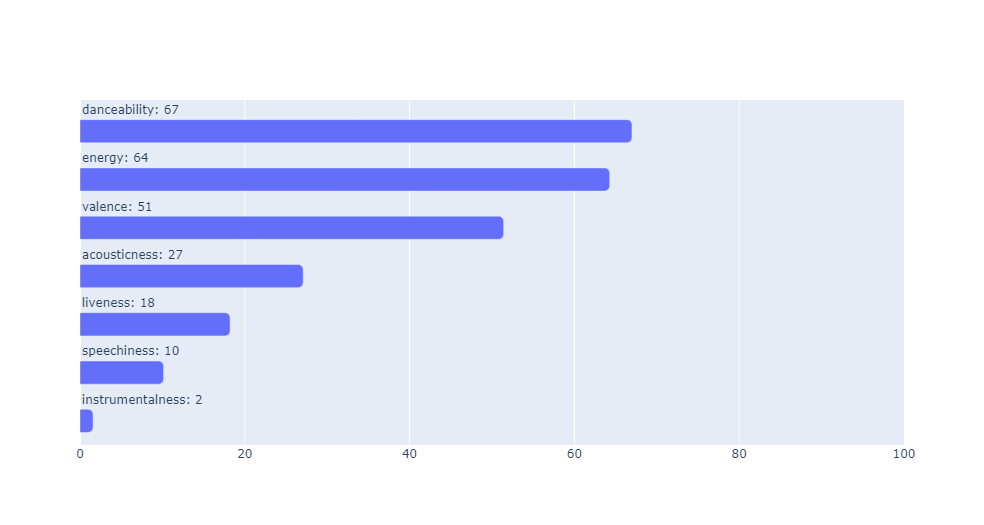 danceability: 67
energy: 64
valence: 51
acousticness: 27
liveness: 18
speechiness: 10
instrumentalness: 2
0 20 40 60 80 100